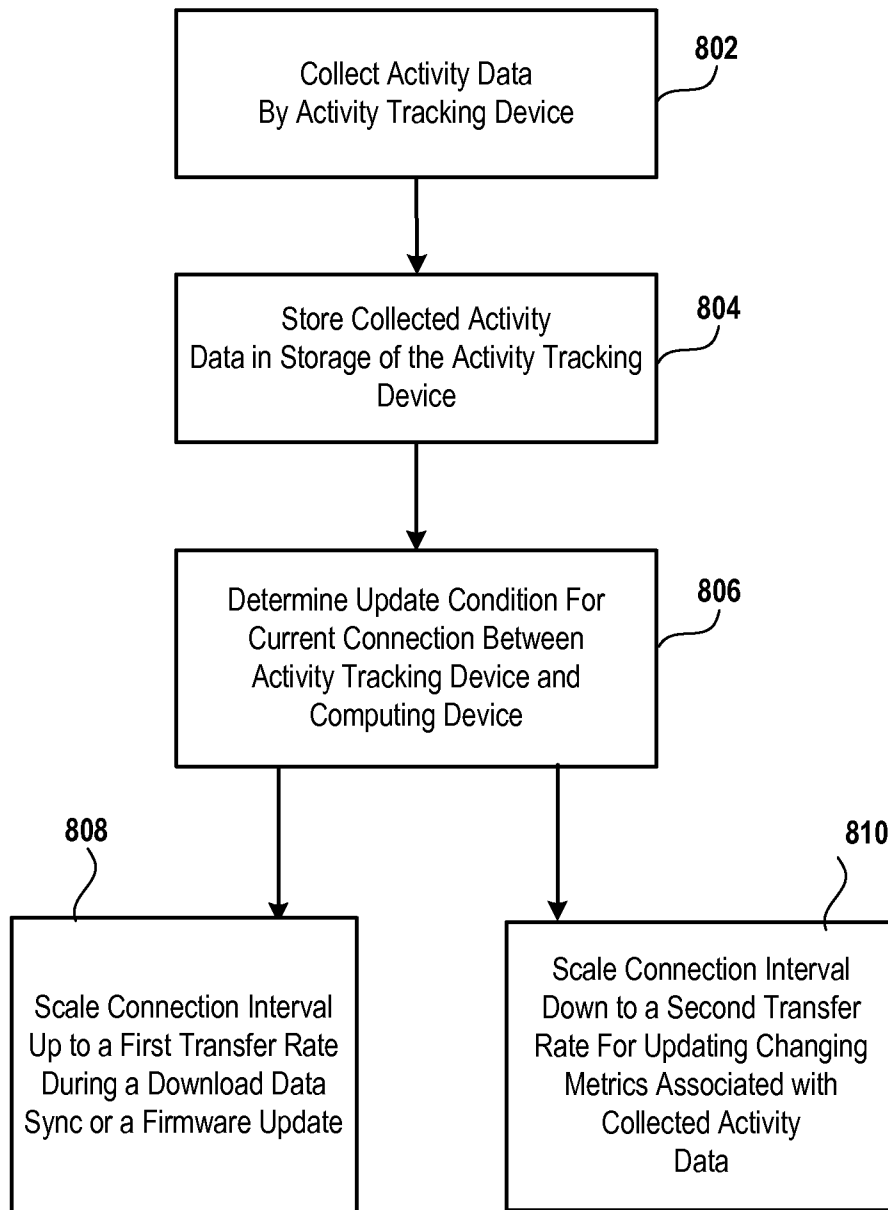 802
Collect Activity Data
By Activity Tracking Device
804
Store Collected Activity
Data in Storage of the Activity Tracking
Device
806
Determine Update Condition For
Current Connection Between
Activity Tracking Device and
Computing Device
808
Scale Connection Interval
Up to a First Transfer Rate
During a Download Data
Sync or a Firmware Update
810
Scale Connection Interval
Down to a Second Transfer
Rate For Updating Changing
Metrics Associated with
Collected Activity
Data